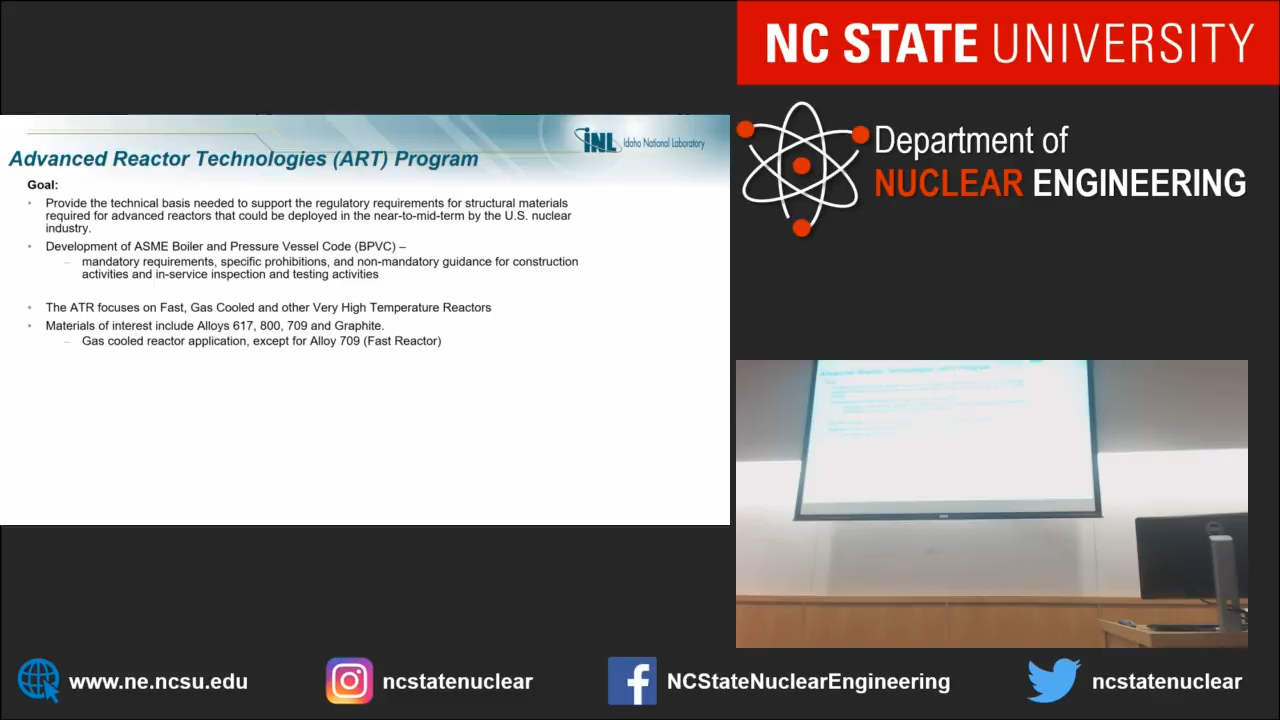 NC STATE UNIVERSITY
Department of
NUCLEAR ENGINEERING
INL Idaho National Laboratory
Advanced Reactor Technologies (ART) Program
Goal:
• Provide the technical basis needed to support the regulatory requirements for structural materials
required for advanced reactors that could be deployed in the near-to-mid-term by the U.S. nuclear
industry.
• Development of ASME Boiler and Pressure Vessel Code (BPVC) –
– mandatory requirements, specific prohibitions, and non-mandatory guidance for construction
activities and in-service inspection and testing activities
• The ATR focuses on Fast, Gas Cooled and other Very High Temperature Reactors
• Materials of interest include Alloys 617, 800, 709 and Graphite.
– Gas cooled reactor application, except for Alloy 709 (Fast Reactor)
Advanced Reactor Technologies (ART) Program
www.ne.ncsu.edu
ncstatenuclear
NCStateNuclearEngineering
ncstatenuclear